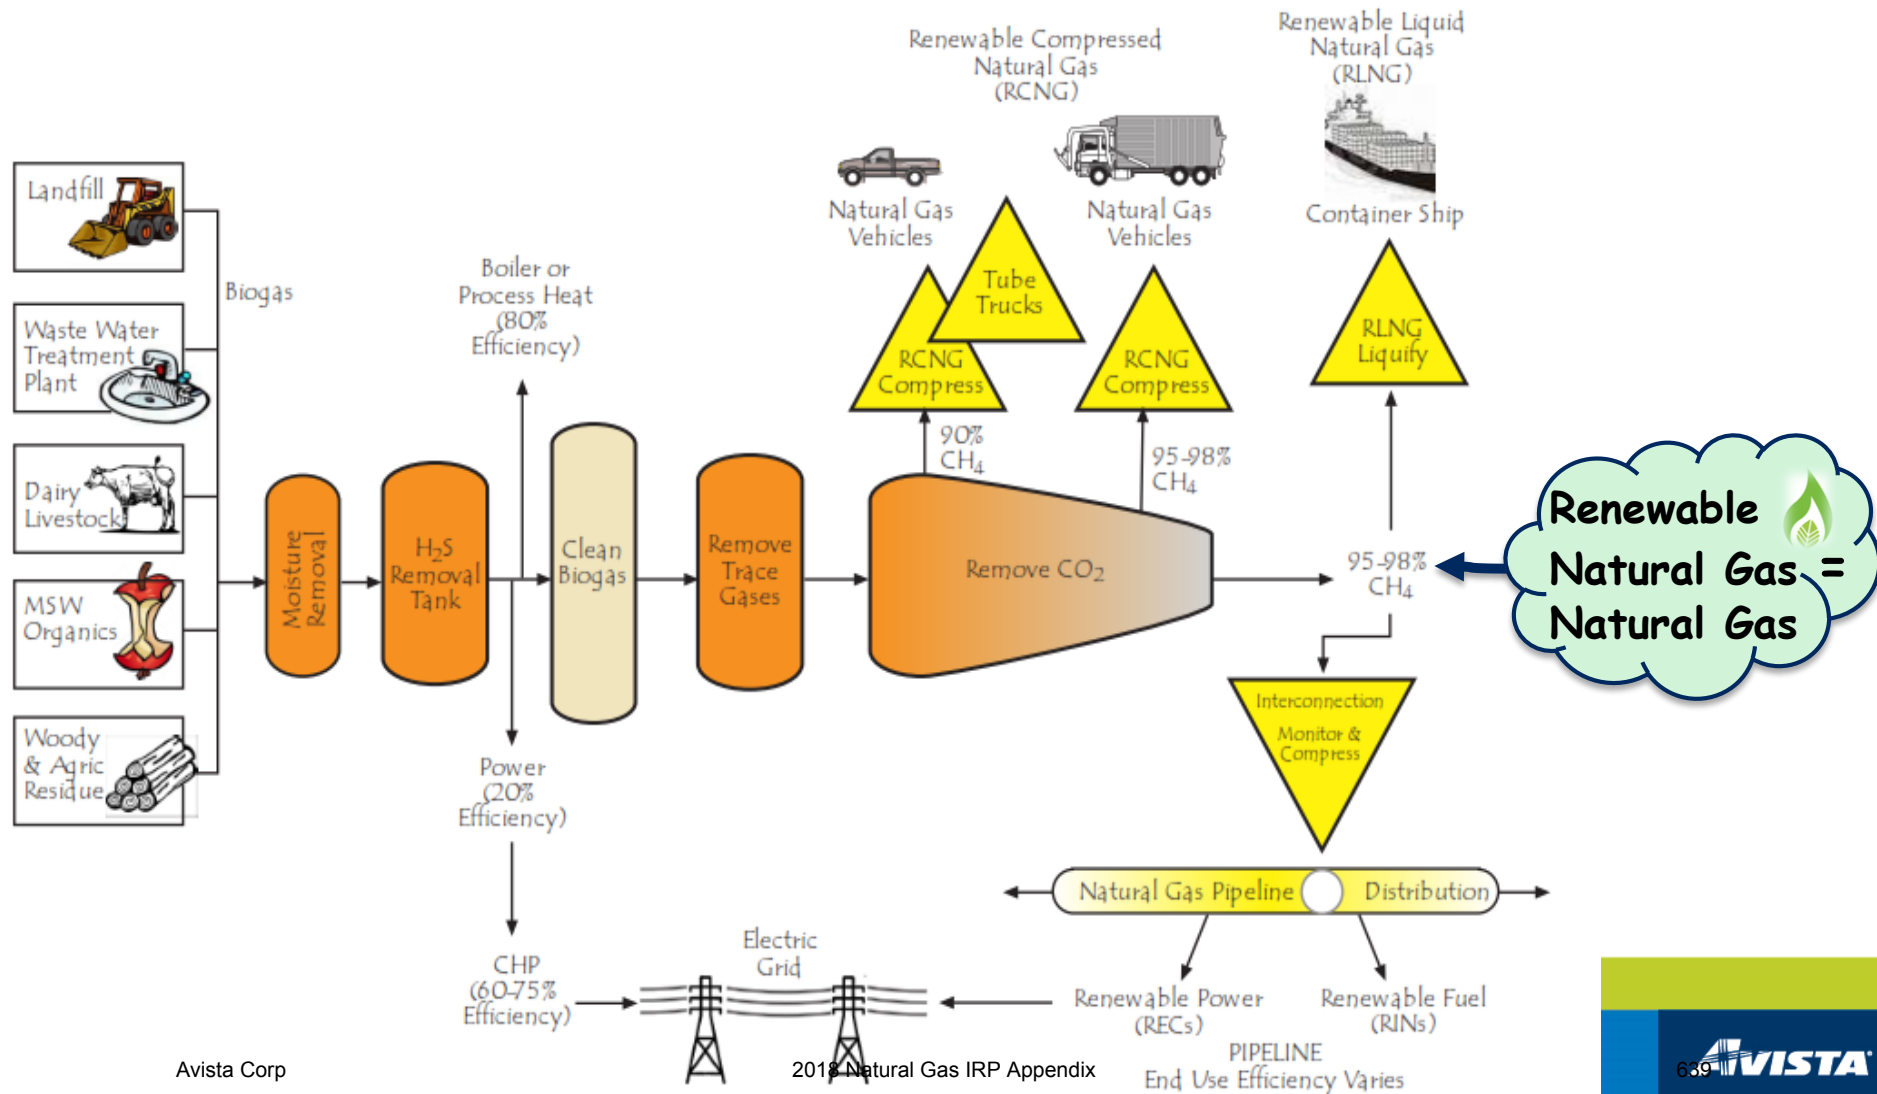 Renewable Compressed
Natural Gas
(RCNG)
Renewable Liquid
Natural Gas
(RLNG)
Natural Gas
Vehicles
Natural Gas
Vehicles
Container Ship
Landfill
Biogas
Waste Water
Treatment
Plant
Dairy
Livestock
MSW
Organics
Woody
& Agric
Residue
Boiler or
Process Heat
(80%
Efficiency)
Tube
Trucks
RCNG
Compress
RCNG
Compress
RLNG
Liquify
90%
CH4
95-98%
CH4
Moisture
Removal
H2S
Removal
Tank
Clean
Biogas
Remove
Trace
Gases
Remove CO2
95-98%
CH4
Renewable
Natural Gas =
Natural Gas
Interconnection
Monitor &
Compress
Power
(20%
Efficiency)
Natural Gas Pipeline
Distribution
CHP
(60-75%
Efficiency)
Electric
Grid
Renewable Power
(RECs)
Renewable Fuel
(RINs)
PIPELINE
End Use Efficiency Varies
Avista Corp
2018 Natural Gas IRP Appendix
639
AVISTA